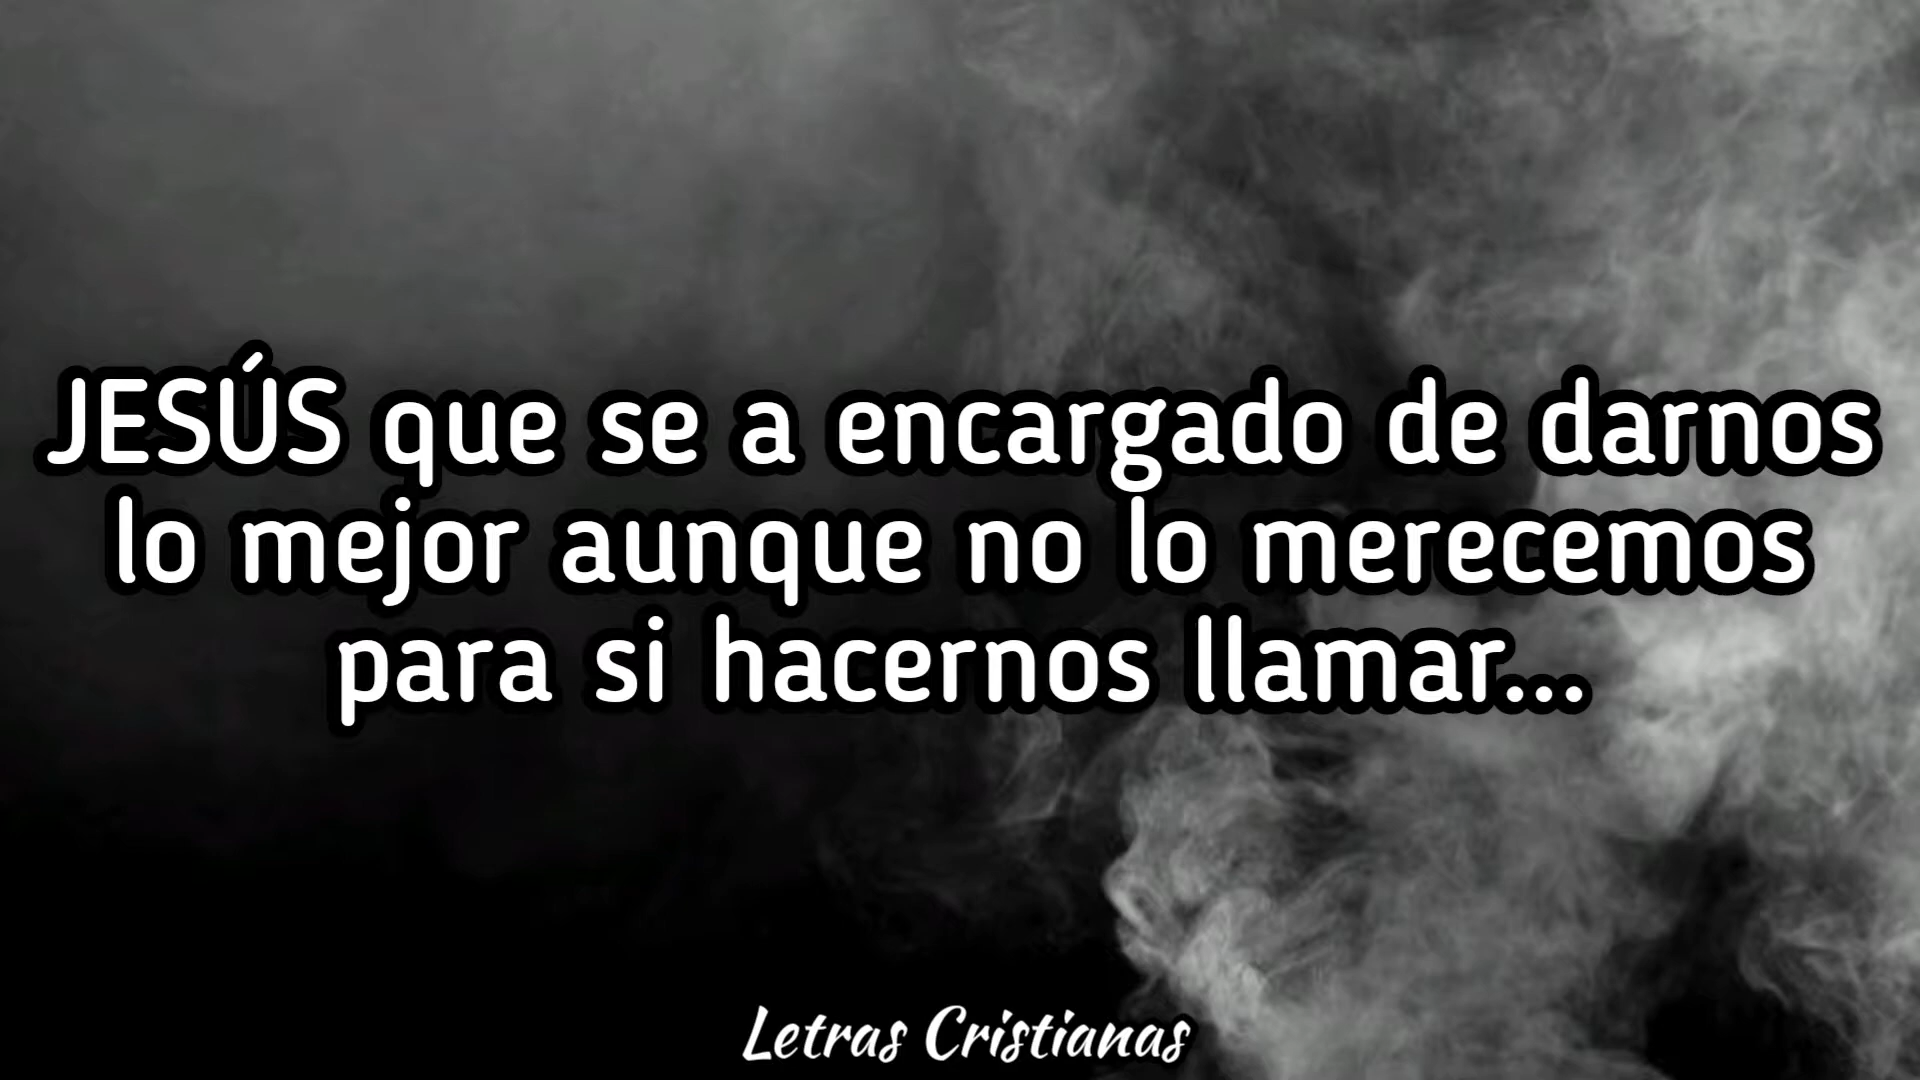 JESÚS que se a encargado de darnos
lo mejor aunque no lo merecemos
para si hacernos llamar...
Letras Cristianas